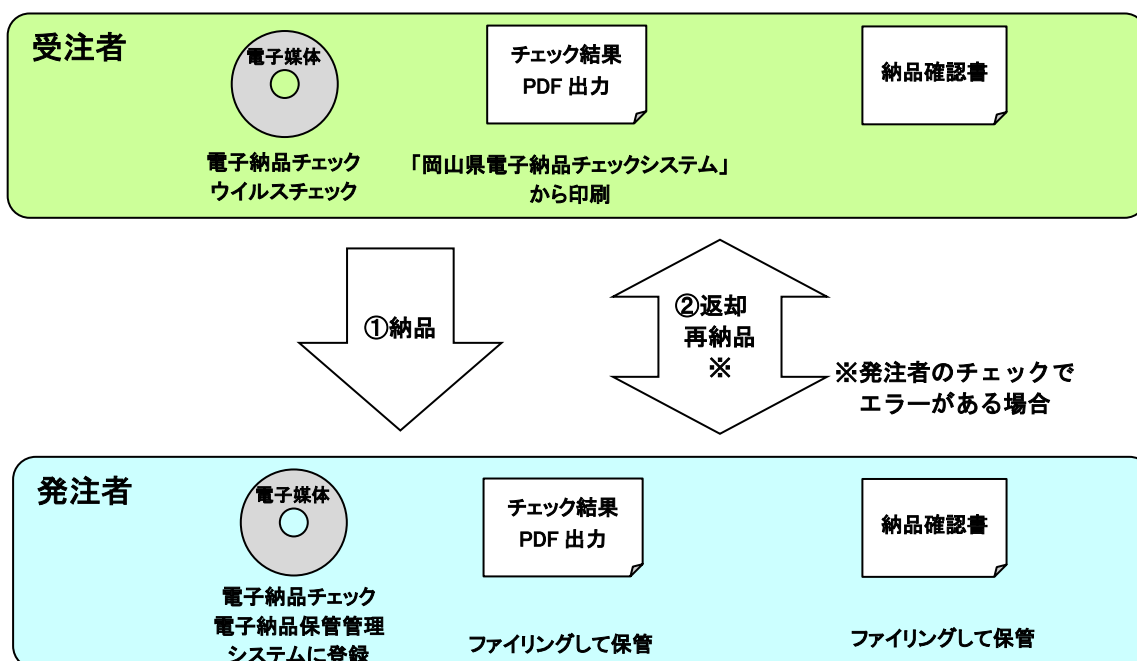 受注者
電子媒体
電子納品チェック
ウイルスチェック
チェック結果
PDF 出力
「岡山県電子納品チェックシステム」
から印刷
納品確認書
①納品
②返却
再納品
※
※発注者のチェックで
エラーがある場合
発注者
電子媒体
電子納品チェック
電子納品保管管理
システムに登録
チェック結果
PDF 出力
ファイリングして保管
納品確認書
ファイリングして保管